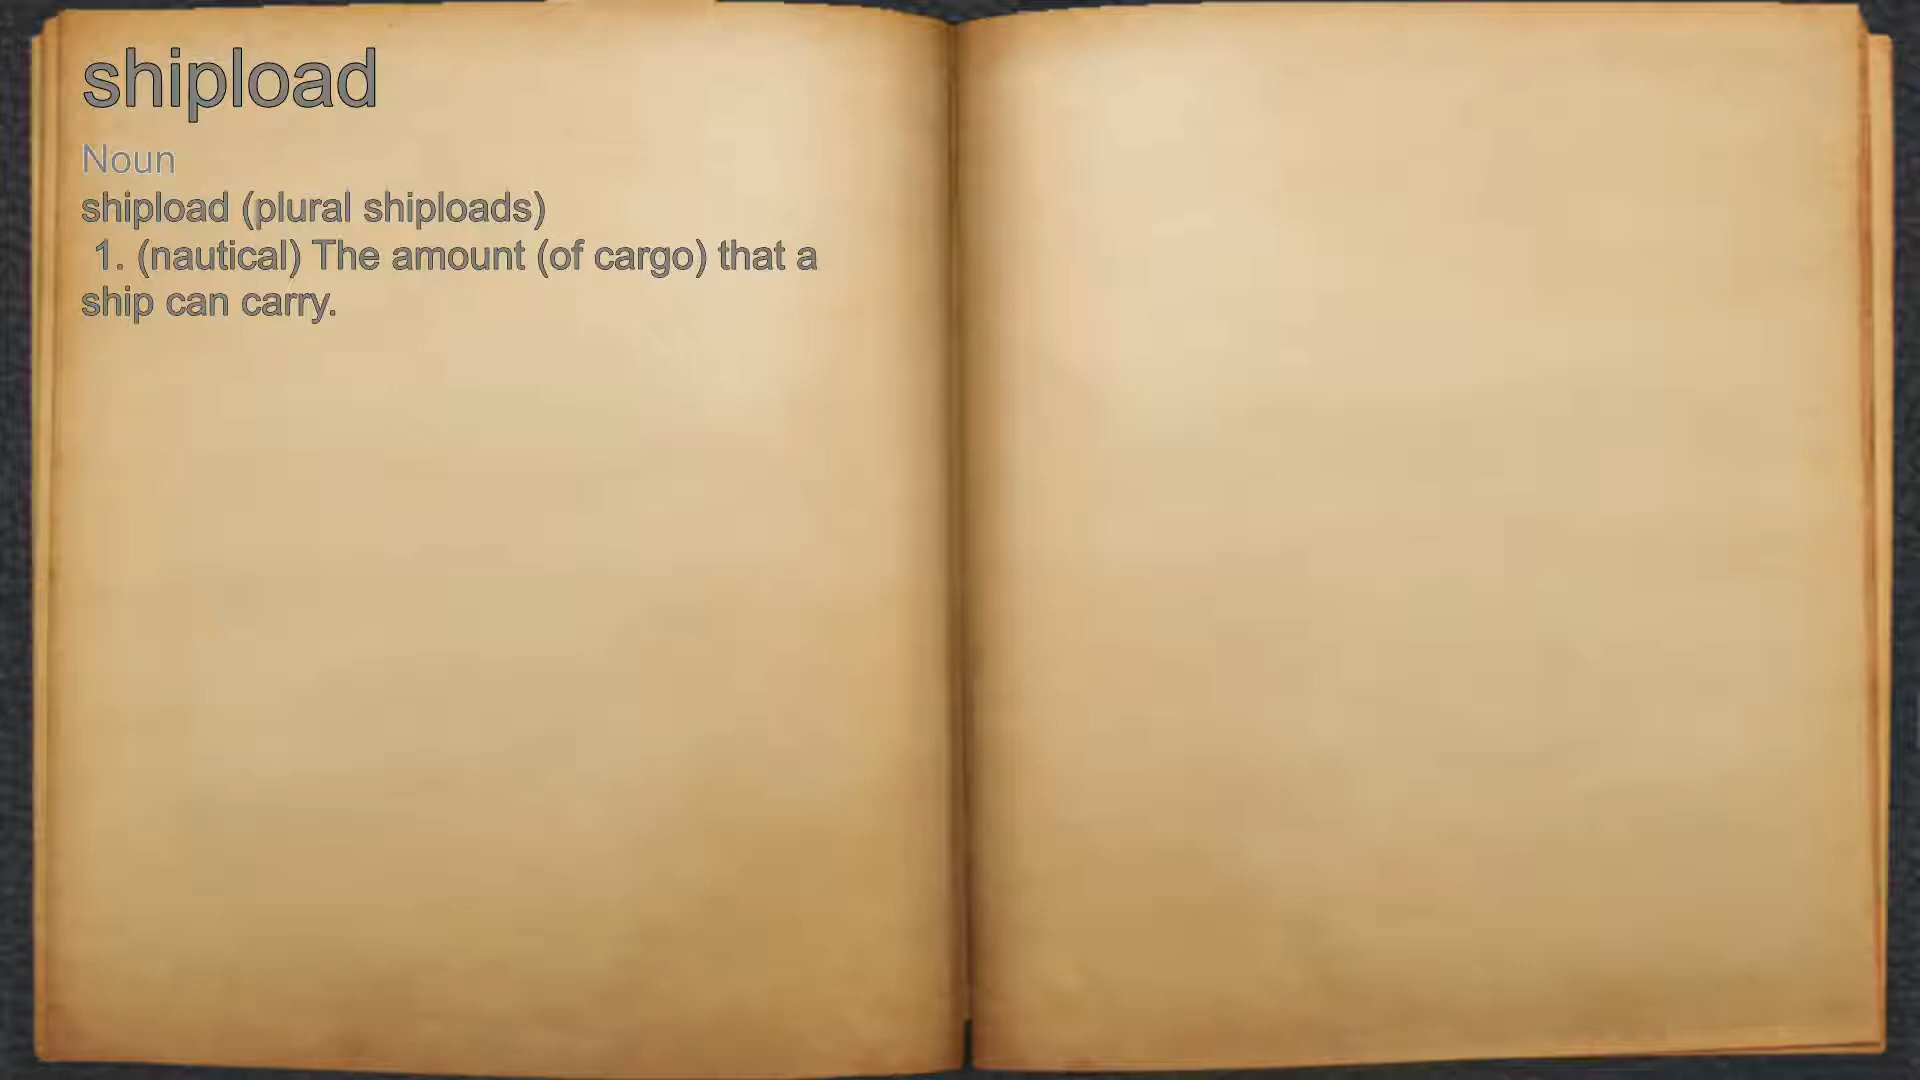 shipload
Noun
shipload (plural shiploads)
1. (nautical) The amount (of cargo) that a
ship can carry.